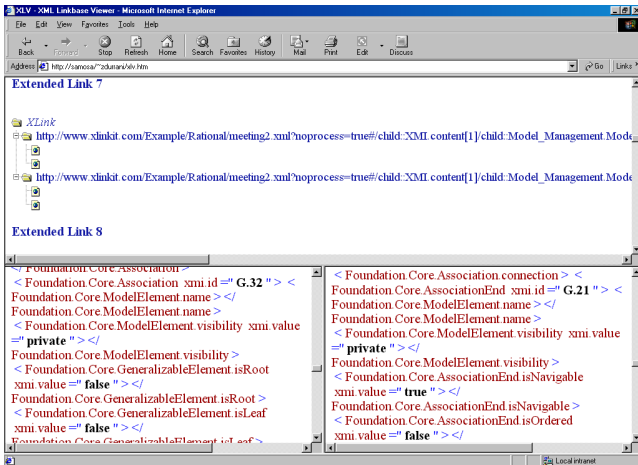 XLV - XML Linkbase Viewer - Microsoft Internet Explorer
File Edit View Favorites Tools Help
Back Forward Stop Refresh Home Search Favorites History Mail Print Edit Discuss
Address http://samosa/~zdurrani/xlv.htm Go Links
Extended Link 7
XLink
http://www.xlinkit.com/Example/Rational/meeting2.xml?noprocess=true#/child::XMI.content[1]/child::Model_Management.Mode
http://www.xlinkit.com/Example/Rational/meeting2.xml?noprocess=true#/child::XMI.content[1]/child::Model_Management.Mode
Extended Link 8
</ Foundation.Core.Association >
< Foundation.Core.Association xmi.id =" G.32 " > <
Foundation.Core.ModelElement.name > </
Foundation.Core.ModelElement.name >
< Foundation.Core.ModelElement.visibility xmi.value
=" private " > </
Foundation.Core.ModelElement.visibility >
< Foundation.Core.GeneralizableElement.isRoot
xmi.value =" false " > </
Foundation.Core.GeneralizableElement.isRoot >
< Foundation.Core.GeneralizableElement.isLeaf
xmi.value =" false " > </
Foundation.Core.GeneralizableElement.isLeaf >
< Foundation.Core.Association.connection > <
Foundation.Core.AssociationEnd xmi.id =" G.21 " > <
Foundation.Core.ModelElement.name > </
Foundation.Core.ModelElement.name >
< Foundation.Core.ModelElement.visibility xmi.value
=" private " > </
Foundation.Core.ModelElement.visibility >
< Foundation.Core.AssociationEnd.isNavigable
xmi.value =" true " > </
Foundation.Core.AssociationEnd.isNavigable >
< Foundation.Core.AssociationEnd.isOrdered
xmi.value =" false " > </
Local intranet